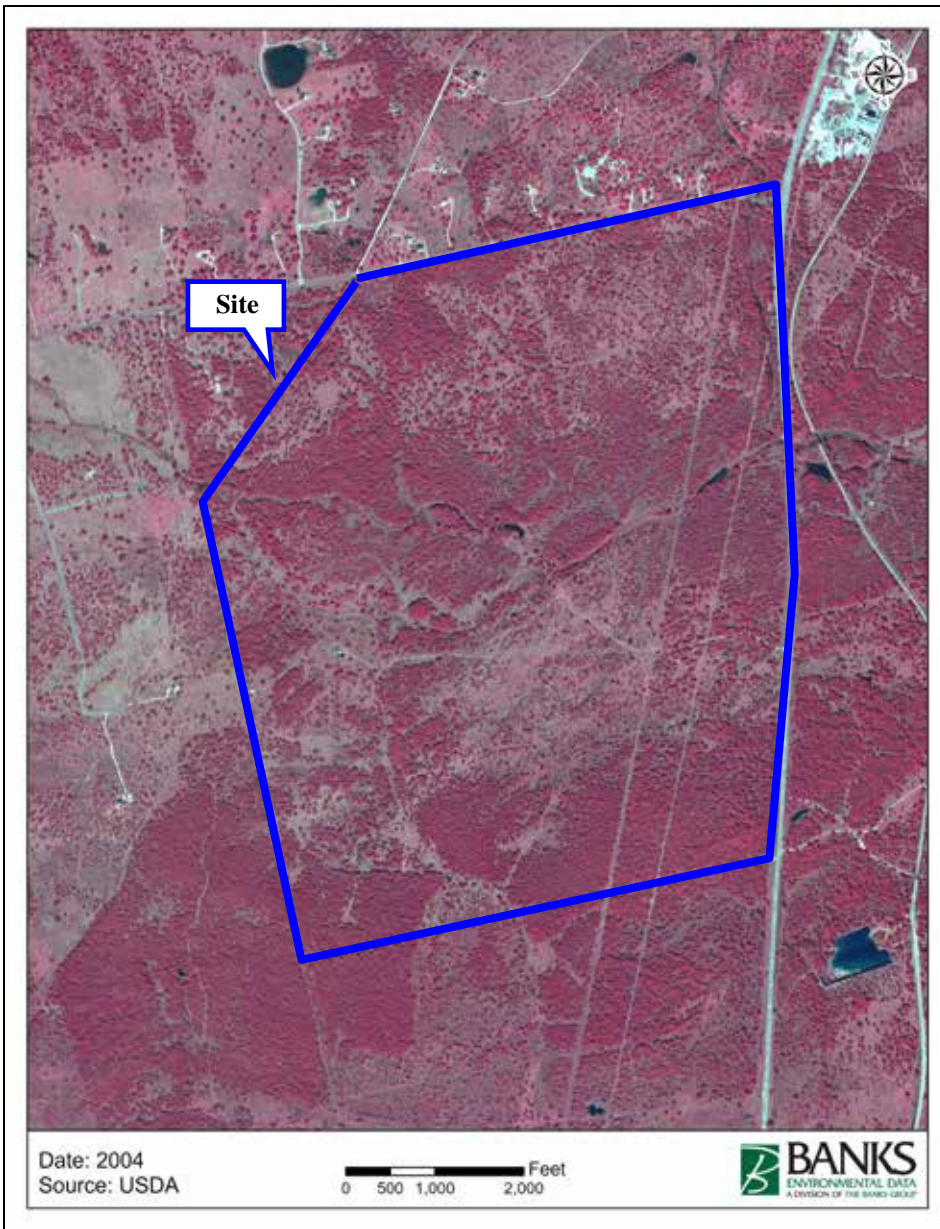 Site
Date: 2004
Source: USDA
Feet
0 500 1,000 2,000
BANKS
ENVIRONMENTAL DATA
A DIVISION OF THE BANKS GROUP